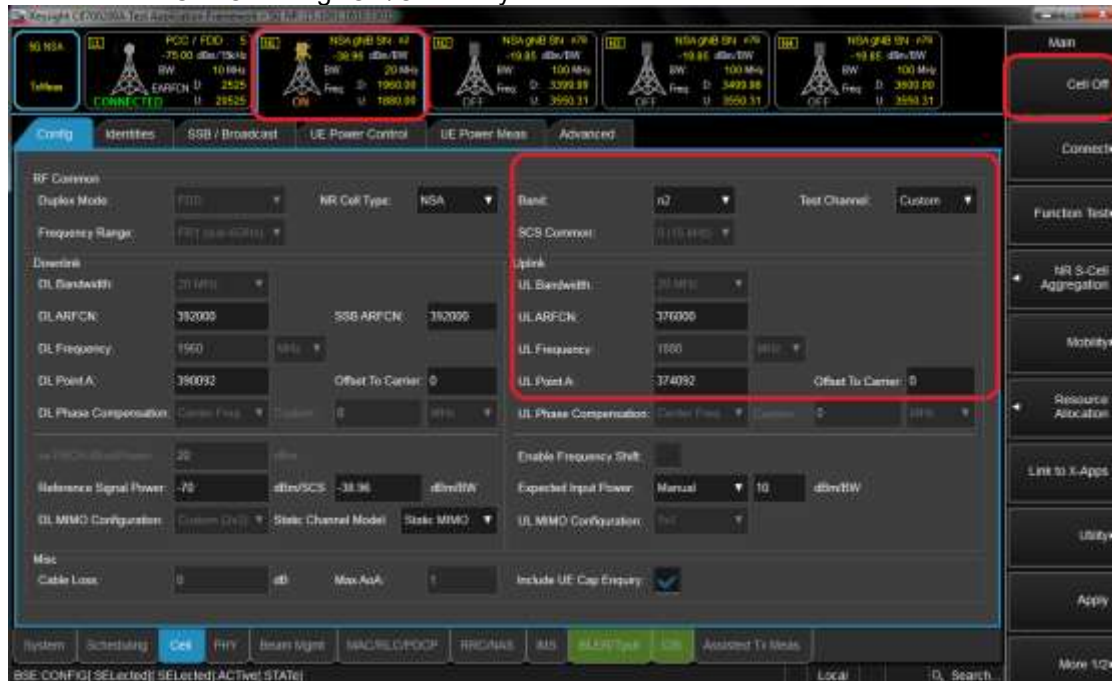 5G NSA
CONNECTED
PCC / FDD
-75.00 dBm/15kHz
BW: 10 MHz
EARFCN D: 2525
U: 20525
ON
NSA gNB
-38.96 dBm/BW
BW: 20 MHz
Freq D: 1960.00
U: 1880.00
OFF
NSA gNB n78
-19.85 dBm/BW
BW: 100 MHz
Freq D: 3399.99
U: 3550.31
OFF
NSA gNB n78
-19.85 dBm/BW
BW: 100 MHz
Freq D: 3499.98
U: 3550.31
OFF
NSA gNB n78
-19.85 dBm/BW
BW: 100 MHz
Freq D: 3600.00
U: 3550.31
Main
Cell Off
Connect
Function Test
NR S-Cell Aggregation
Mobility
Resource Allocation
Link to X-Apps
Utility
Apply
More 1/2
Config Identities SSB / Broadcast UE Power Control UE Power Meas Advanced
RF Common
Duplex Mode: FDD NR Cell Type: NSA Band: n2 Test Channel: Custom
Frequency Range: SCS Common:
Downlink Uplink
DL Bandwidth: 20 MHz UL Bandwidth: 20 MHz
DL ARFCN: 392000 SSB ARFCN: 392000 UL ARFCN: 376000
DL Frequency: 1960 MHz UL Frequency: 1880 MHz
DL Point A: 390092 Offset To Carrier: 0 UL Point A: 374092 Offset To Carrier: 0
DL Phase Compensation: Center Freq 0 MHz UL Phase Compensation: Center Freq 0 MHz
20 dBm Enable Frequency Shift:
Reference Signal Power: -70 dBm/SCS -38.96 dBm/BW Expected Input Power: Manual 10 dBm/BW
DL MIMO Configuration: Static Channel Model: Static MIMO UL MIMO Configuration:
Misc
Cable Loss: 0 dB Max AoA: 1 Include UE Cap Enquiry:
System Scheduling Cell PHY Beam Mgmt MAC/RLC/PDCP RRC/NAS IMS BLER/Tput Assisted Tx Meas
BSE:CONFIG[:SELected]:SELected[:ACTive]:STATe
Local Search...